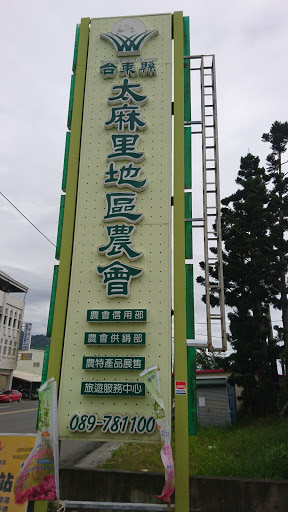 台東縣
太麻里地區農會
農會信用部
農會供銷部
農特產品展售
旅遊服務中心
089-781100
站